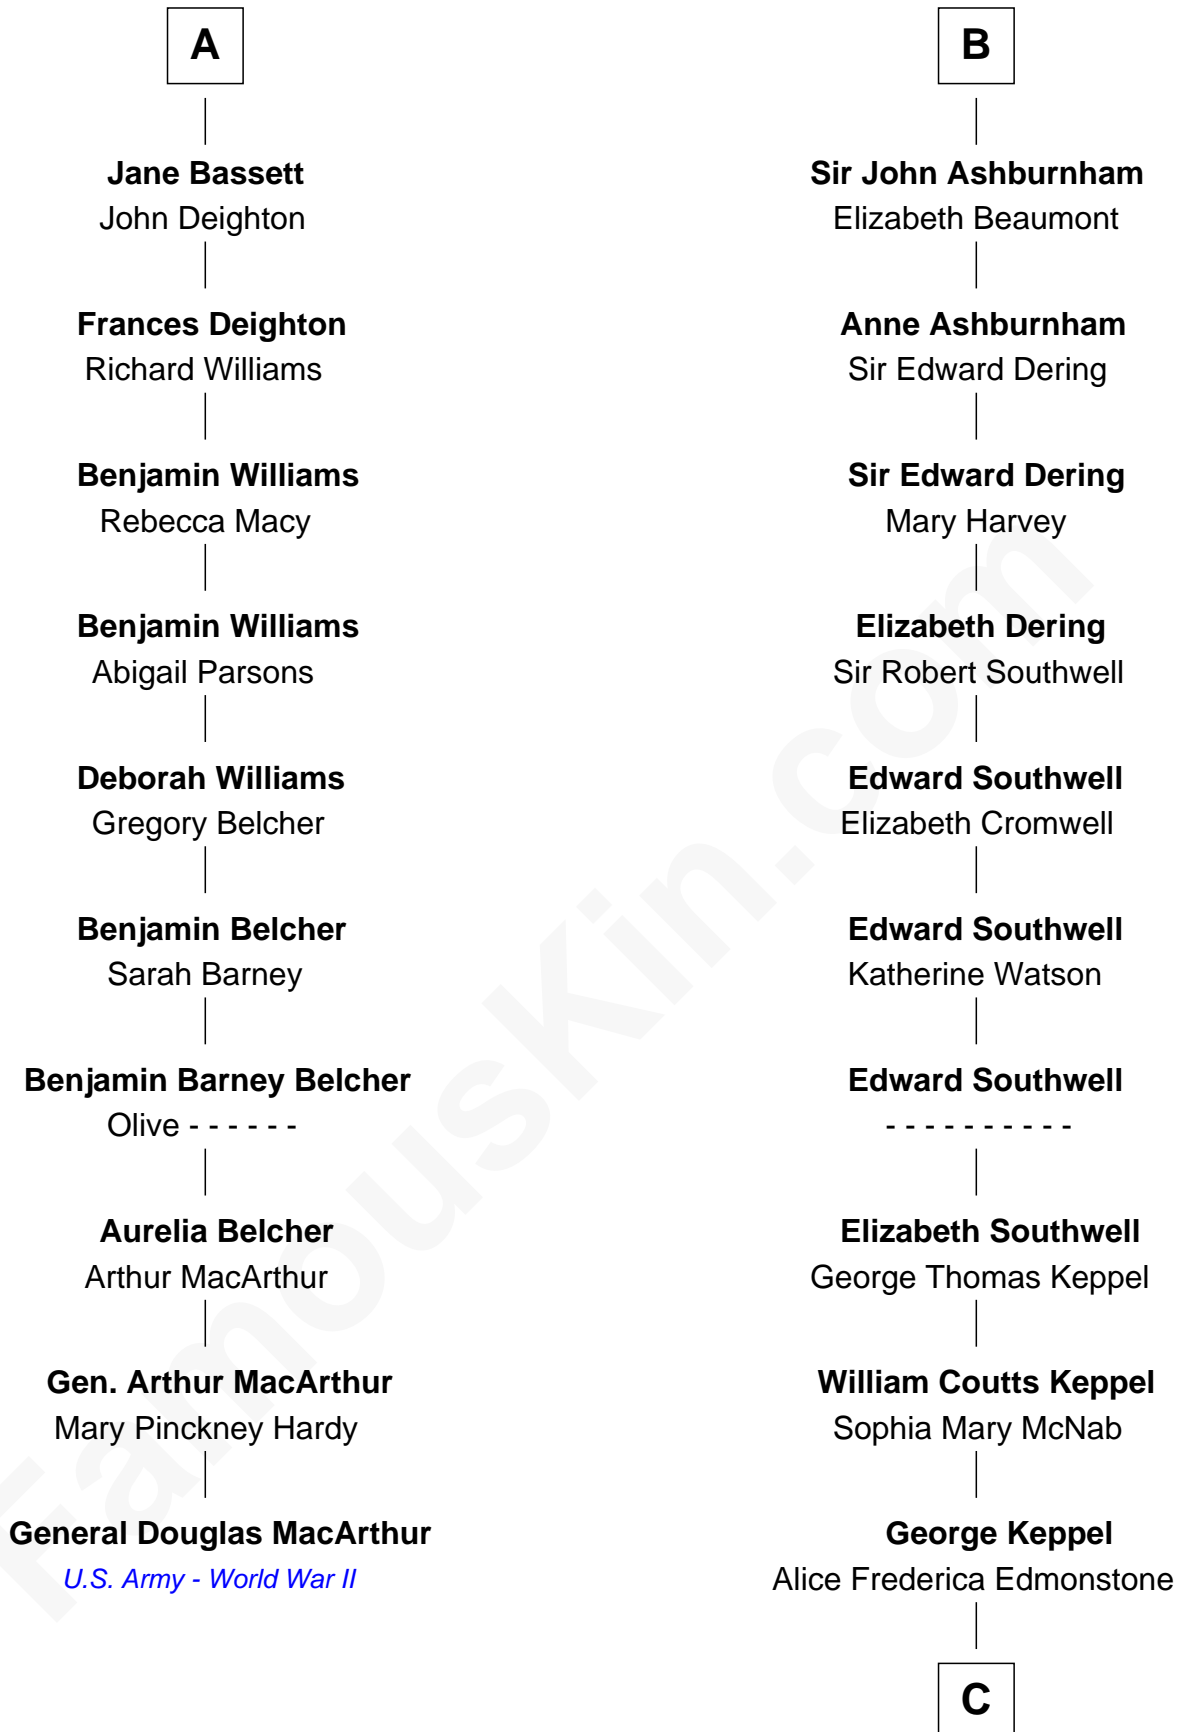 A
Jane Bassett
John Deighton
Frances Deighton
Richard Williams
Benjamin Williams
Rebecca Macy
Benjamin Williams
Abigail Parsons
Deborah Williams
Gregory Belcher
Benjamin Belcher
Sarah Barney
Benjamin Barney Belcher
Olive - - - - - -
Aurelia Belcher
Arthur MacArthur
Gen. Arthur MacArthur
Mary Pinckney Hardy
General Douglas MacArthur
U.S. Army - World War II
B
Sir John Ashburnham
Elizabeth Beaumont
Anne Ashburnham
Sir Edward Dering
Sir Edward Dering
Mary Harvey
Elizabeth Dering
Sir Robert Southwell
Edward Southwell
Elizabeth Cromwell
Edward Southwell
Katherine Watson
Edward Southwell
- - - - - - - - - -
Elizabeth Southwell
George Thomas Keppel
William Coutts Keppel
Sophia Mary McNab
George Keppel
Alice Frederica Edmonstone
C
FamousKin.com